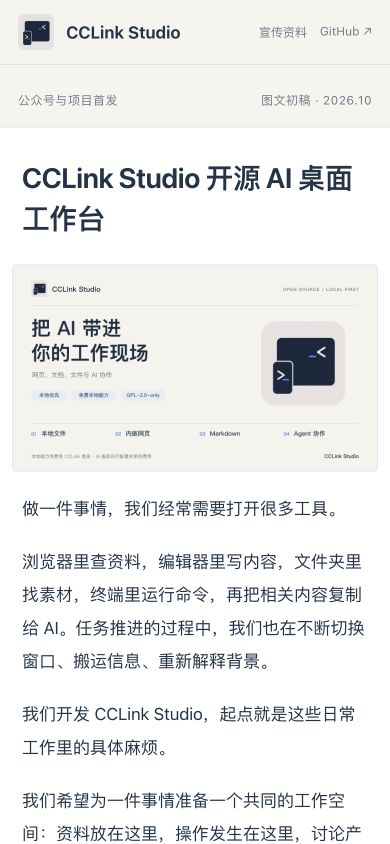 CCLink Studio
宣传资料 GitHub ↗
公众号与项目首发
图文初稿 · 2026.10
CCLink Studio 开源 AI 桌面
工作台
CCLink Studio
OPEN SOURCE / LOCAL FIRST
把 AI 带进
你的工作现场
网页、文档、文件与 AI 协作
本地优先 免费本地能力 GPL-3.0-only
>_<
01 本地文件 02 内嵌网页 03 Markdown 04 Agent 协作
CCLink Studio
做一件事情，我们经常需要打开很多工具。
浏览器里查资料，编辑器里写内容，文件夹里
找素材，终端里运行命令，再把相关内容复制
给 AI。任务推进的过程中，我们也在不断切换
窗口、搬运信息、重新解释背景。
我们开发 CCLink Studio，起点就是这些日常
工作里的具体麻烦。
我们希望为一件事情准备一个共同的工作空
间：资料放在这里，操作发生在这里，讨论产